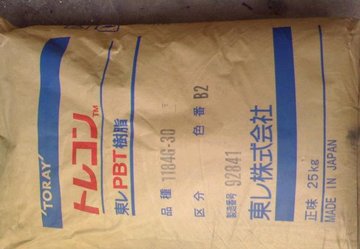 TORAY
トレコン™
東レPBT樹脂
品種 1184G-30
区分 色番 B2
製造番号 92841
東レ株式会社
正味 25kg
MADE IN JAPAN